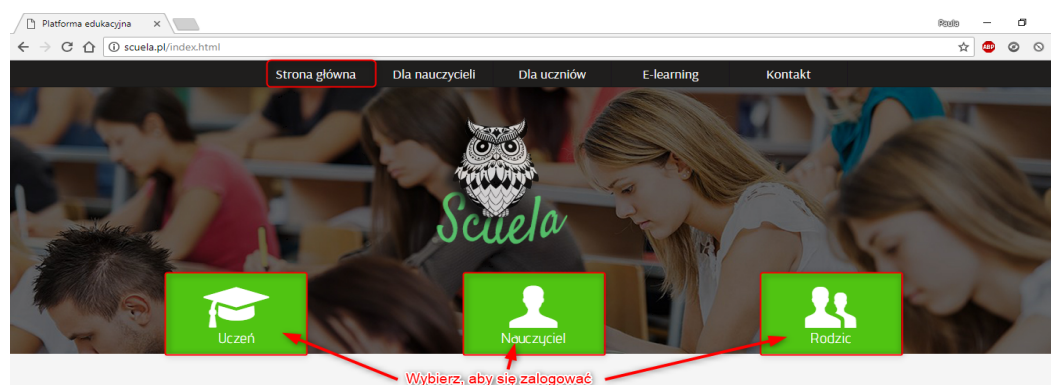 Platforma edukacyjna
Paula
scuela.pl/index.html
ABP
Strona główna Dla nauczycieli Dla uczniów E-learning Kontakt
Scuela
Uczeń Nauczyciel Rodzic
Wybierz, aby się zalogować